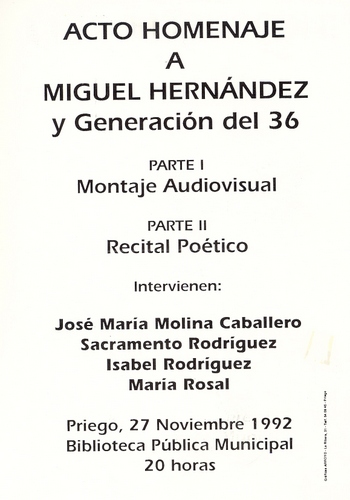 ACTO HOMENAJE
A
MIGUEL HERNÁNDEZ
y Generación del 36
PARTE I
Montaje Audiovisual
PARTE II
Recital Poético
Intervienen:
José María Molina Caballero
Sacramento Rodríguez
Isabel Rodríguez
María Rosal
Priego, 27 Noviembre 1992
Biblioteca Pública Municipal
20 horas